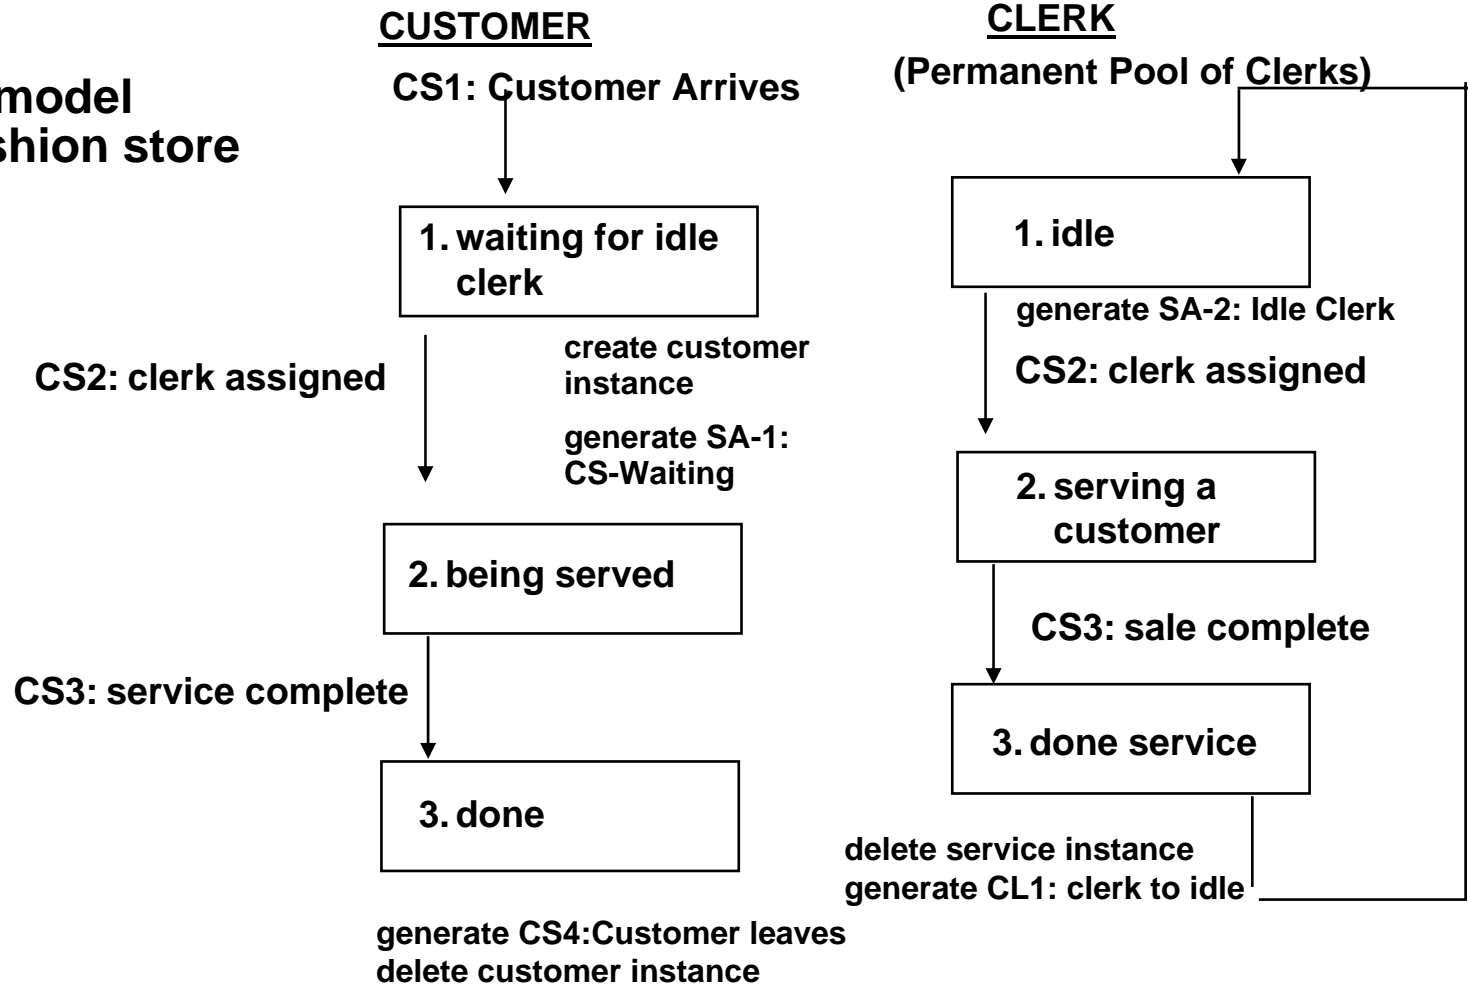 model
shion store
CUSTOMER
CS1: Customer Arrives
1. waiting for idle
clerk
CS2: clerk assigned
create customer
instance
generate SA-1:
CS-Waiting
2. being served
CS3: service complete
3. done
generate CS4:Customer leaves
delete customer instance
CLERK
(Permanent Pool of Clerks)
1. idle
generate SA-2: Idle Clerk
CS2: clerk assigned
2. serving a
customer
CS3: sale complete
3. done service
delete service instance
generate CL1: clerk to idle